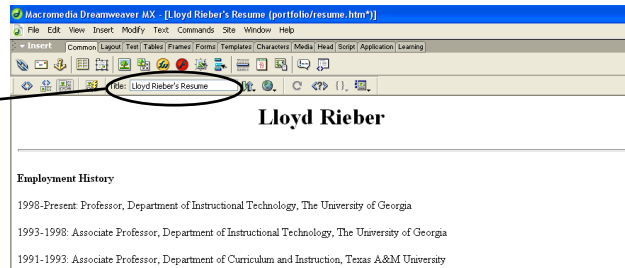 Macromedia Dreamweaver MX - [Lloyd Rieber's Resume (portfolio/resume.htm*)]
File Edit View Insert Modify Text Commands Site Window Help
Insert Common Layout Text Tables Frames Forms Templates Characters Media Head Script Application Learning
Title: Lloyd Rieber's Resume
Lloyd Rieber
Employment History
1998-Present: Professor, Department of Instructional Technology, The University of Georgia
1993-1998: Associate Professor, Department of Instructional Technology, The University of Georgia
1991-1993: Associate Professor, Department of Curriculum and Instruction, Texas A&M University